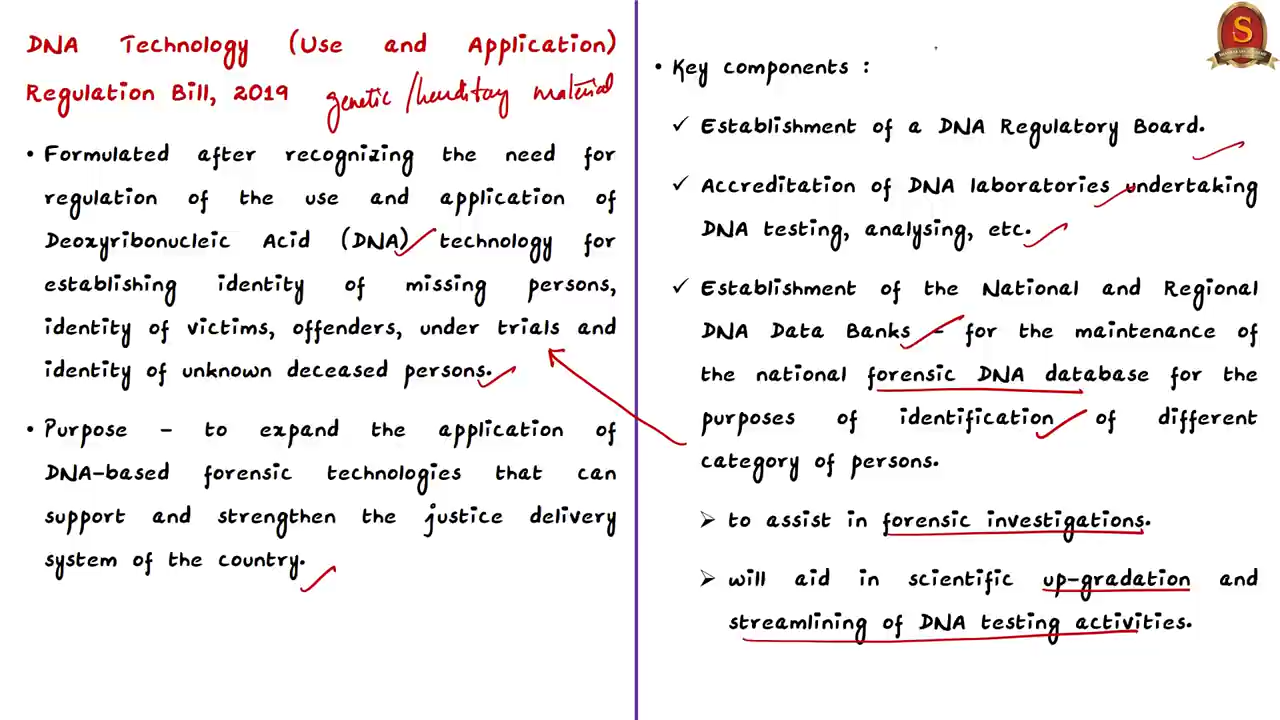 DNA Technology (Use and Application)
Regulation Bill, 2019 genetic/hereditary material
• Formulated after recognizing the need for
regulation of the use and application of
Deoxyribonucleic Acid (DNA) technology for
establishing identity of missing persons,
identity of victims, offenders, under trials and
identity of unknown deceased persons.
• Purpose – to expand the application of
DNA-based forensic technologies that can
support and strengthen the justice delivery
system of the country.
• Key components :
✓ Establishment of a DNA Regulatory Board.
✓ Accreditation of DNA laboratories undertaking
DNA testing, analysing, etc.
✓ Establishment of the National and Regional
DNA Data Banks – for the maintenance of
the national forensic DNA database for the
purposes of identification of different
category of persons.
➢ to assist in forensic investigations.
➢ will aid in scientific up-gradation and
streamlining of DNA testing activities.
S